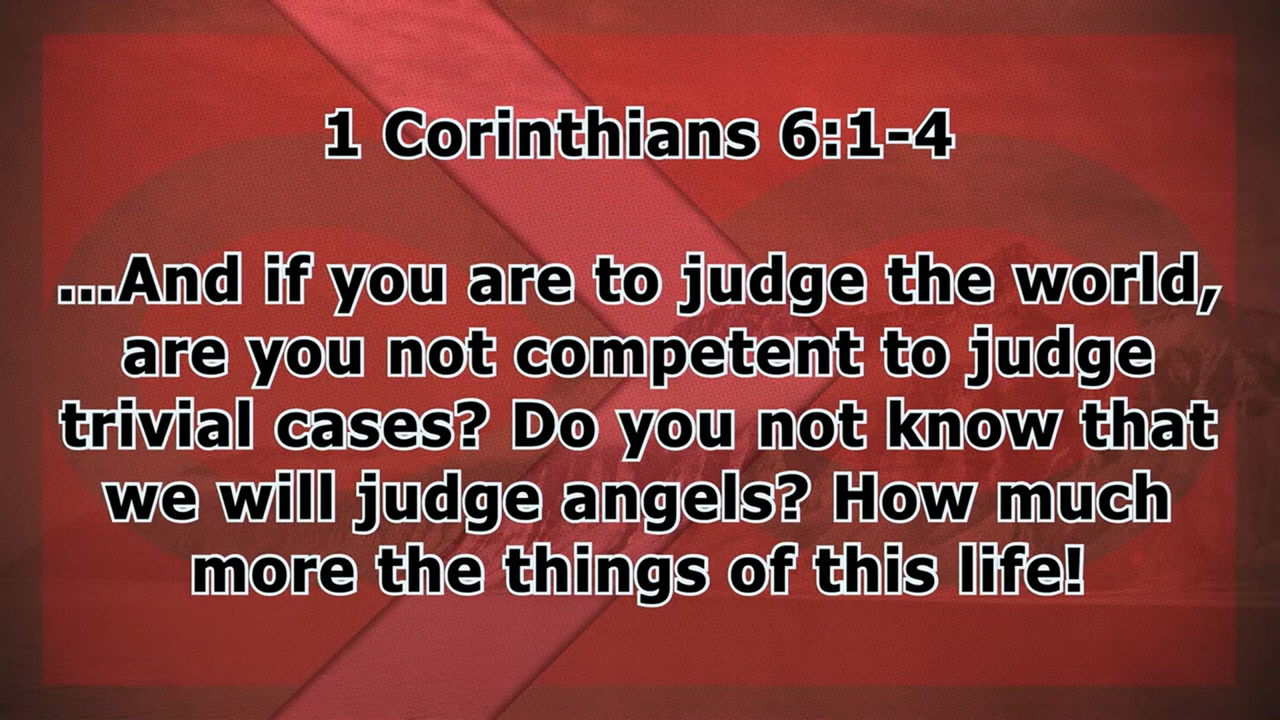 1 Corinthians 6:1-4
...And if you are to judge the world,
are you not competent to judge
trivial cases? Do you not know that
we will judge angels? How much
more the things of this life!